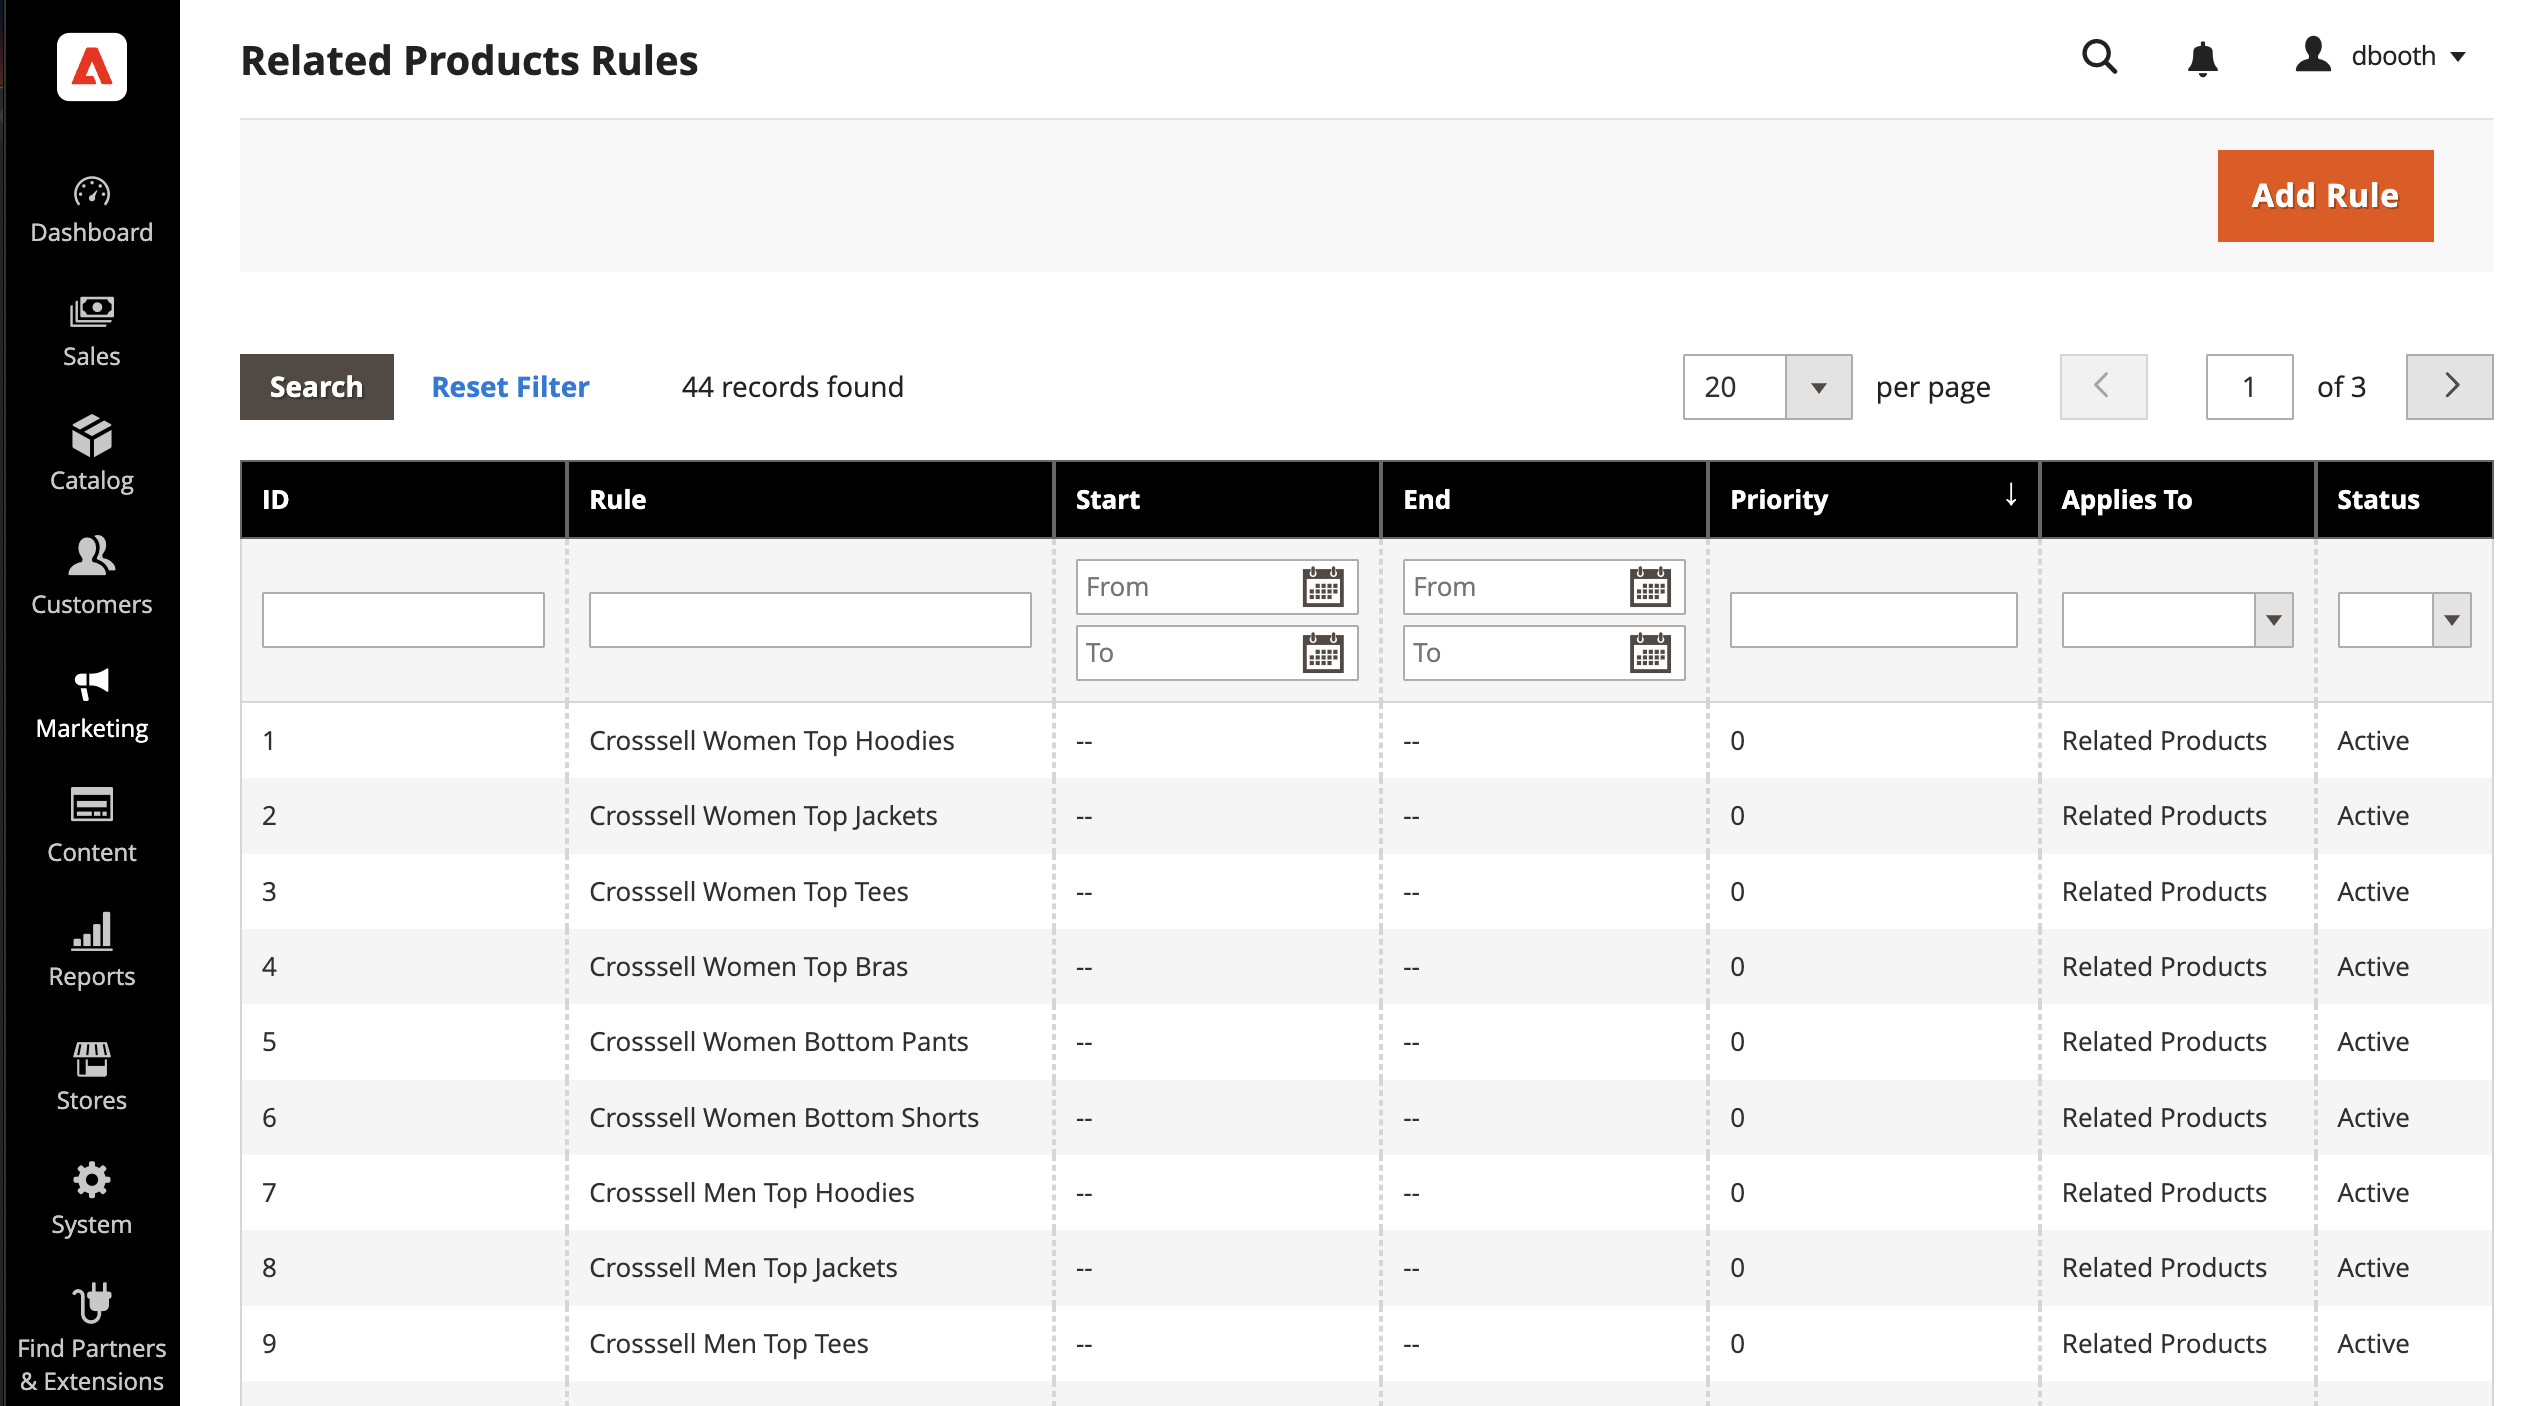 Related Products Rules
dbooth
Dashboard
Sales
Catalog
Customers
Marketing
Content
Reports
Stores
System
Find Partners
& Extensions
Add Rule
Search Reset Filter 44 records found 20 per page 1 of 3
ID Rule Start End Priority ↓ Applies To Status
From From
To To
1 Crosssell Women Top Hoodies -- -- 0 Related Products Active
2 Crosssell Women Top Jackets -- -- 0 Related Products Active
3 Crosssell Women Top Tees -- -- 0 Related Products Active
4 Crosssell Women Top Bras -- -- 0 Related Products Active
5 Crosssell Women Bottom Pants -- -- 0 Related Products Active
6 Crosssell Women Bottom Shorts -- -- 0 Related Products Active
7 Crosssell Men Top Hoodies -- -- 0 Related Products Active
8 Crosssell Men Top Jackets -- -- 0 Related Products Active
9 Crosssell Men Top Tees -- -- 0 Related Products Active